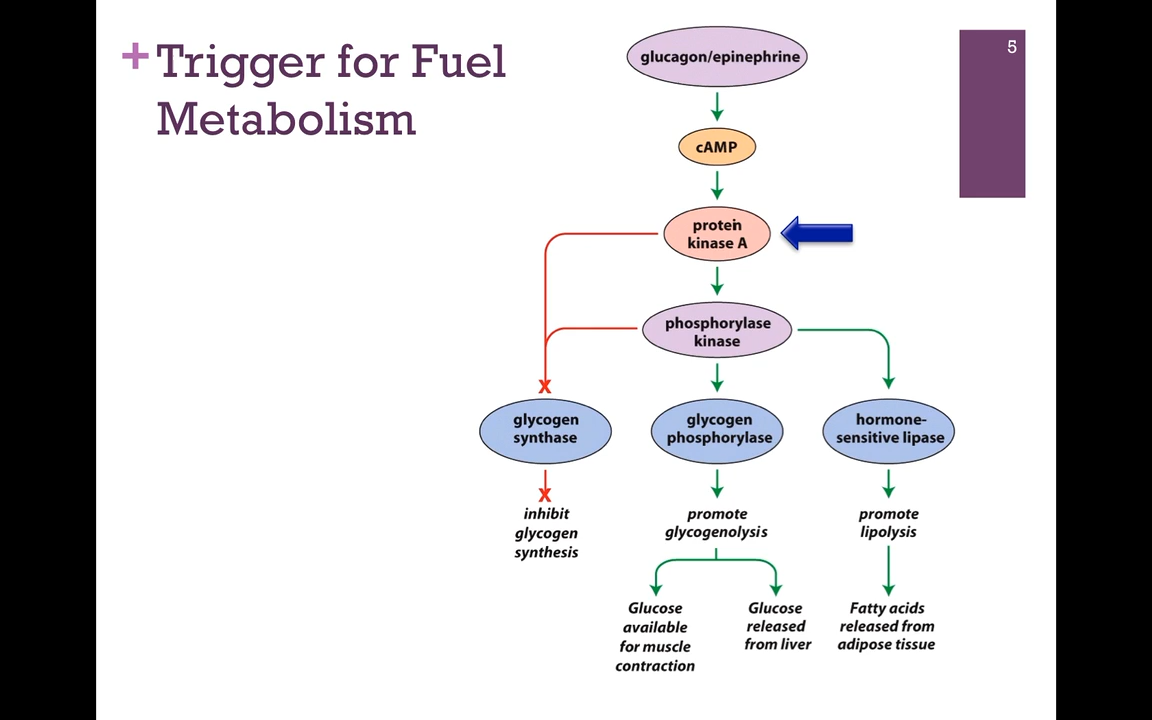 + Trigger for Fuel
Metabolism
5
glucagon/epinephrine
cAMP
protein
kinase A
phosphorylase
kinase
X
glycogen
synthase
glycogen
phosphorylase
hormone-
sensitive lipase
X
inhibit
glycogen
synthesis
promote
glycogenolysis
promote
lipolysis
Glucose
available
for muscle
contraction
Glucose
released
from liver
Fatty acids
released from
adipose tissue